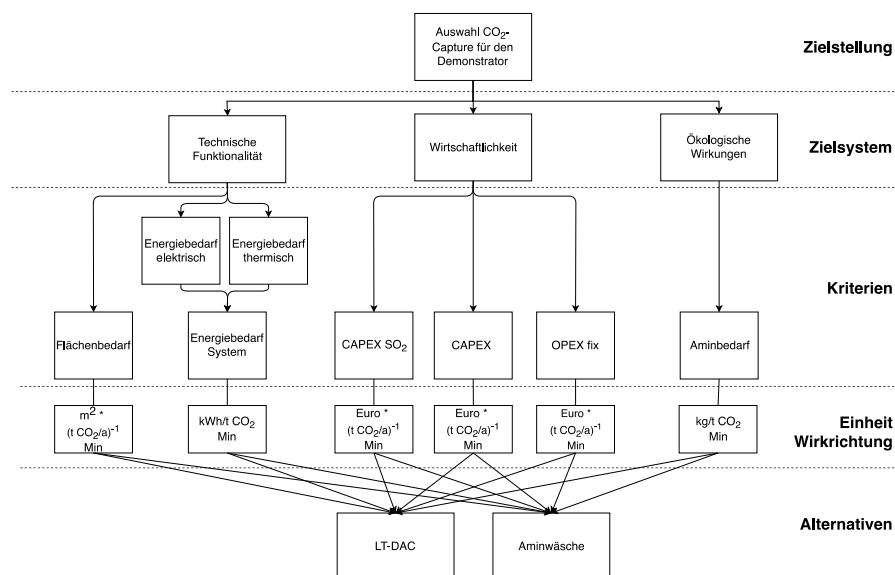 Auswahl CO₂-
Capture für den
Demonstrator
Zielstellung
Technische
Funktionalität
Wirtschaftlichkeit
Ökologische
Wirkungen
Zielsystem
Energiebedarf
elektrisch
Energiebedarf
thermisch
Kriterien
Flächenbedarf
Energiebedarf
System
CAPEX SO₂
CAPEX
OPEX fix
Aminbedarf
m² *
(t CO₂/a)⁻¹
Min
kWh/t CO₂
Min
Euro *
(t CO₂/a)⁻¹
Min
Euro *
(t CO₂/a)⁻¹
Min
Euro *
(t CO₂/a)⁻¹
Min
kg/t CO₂
Min
Einheit
Wirkrichtung
LT-DAC
Aminwäsche
Alternativen